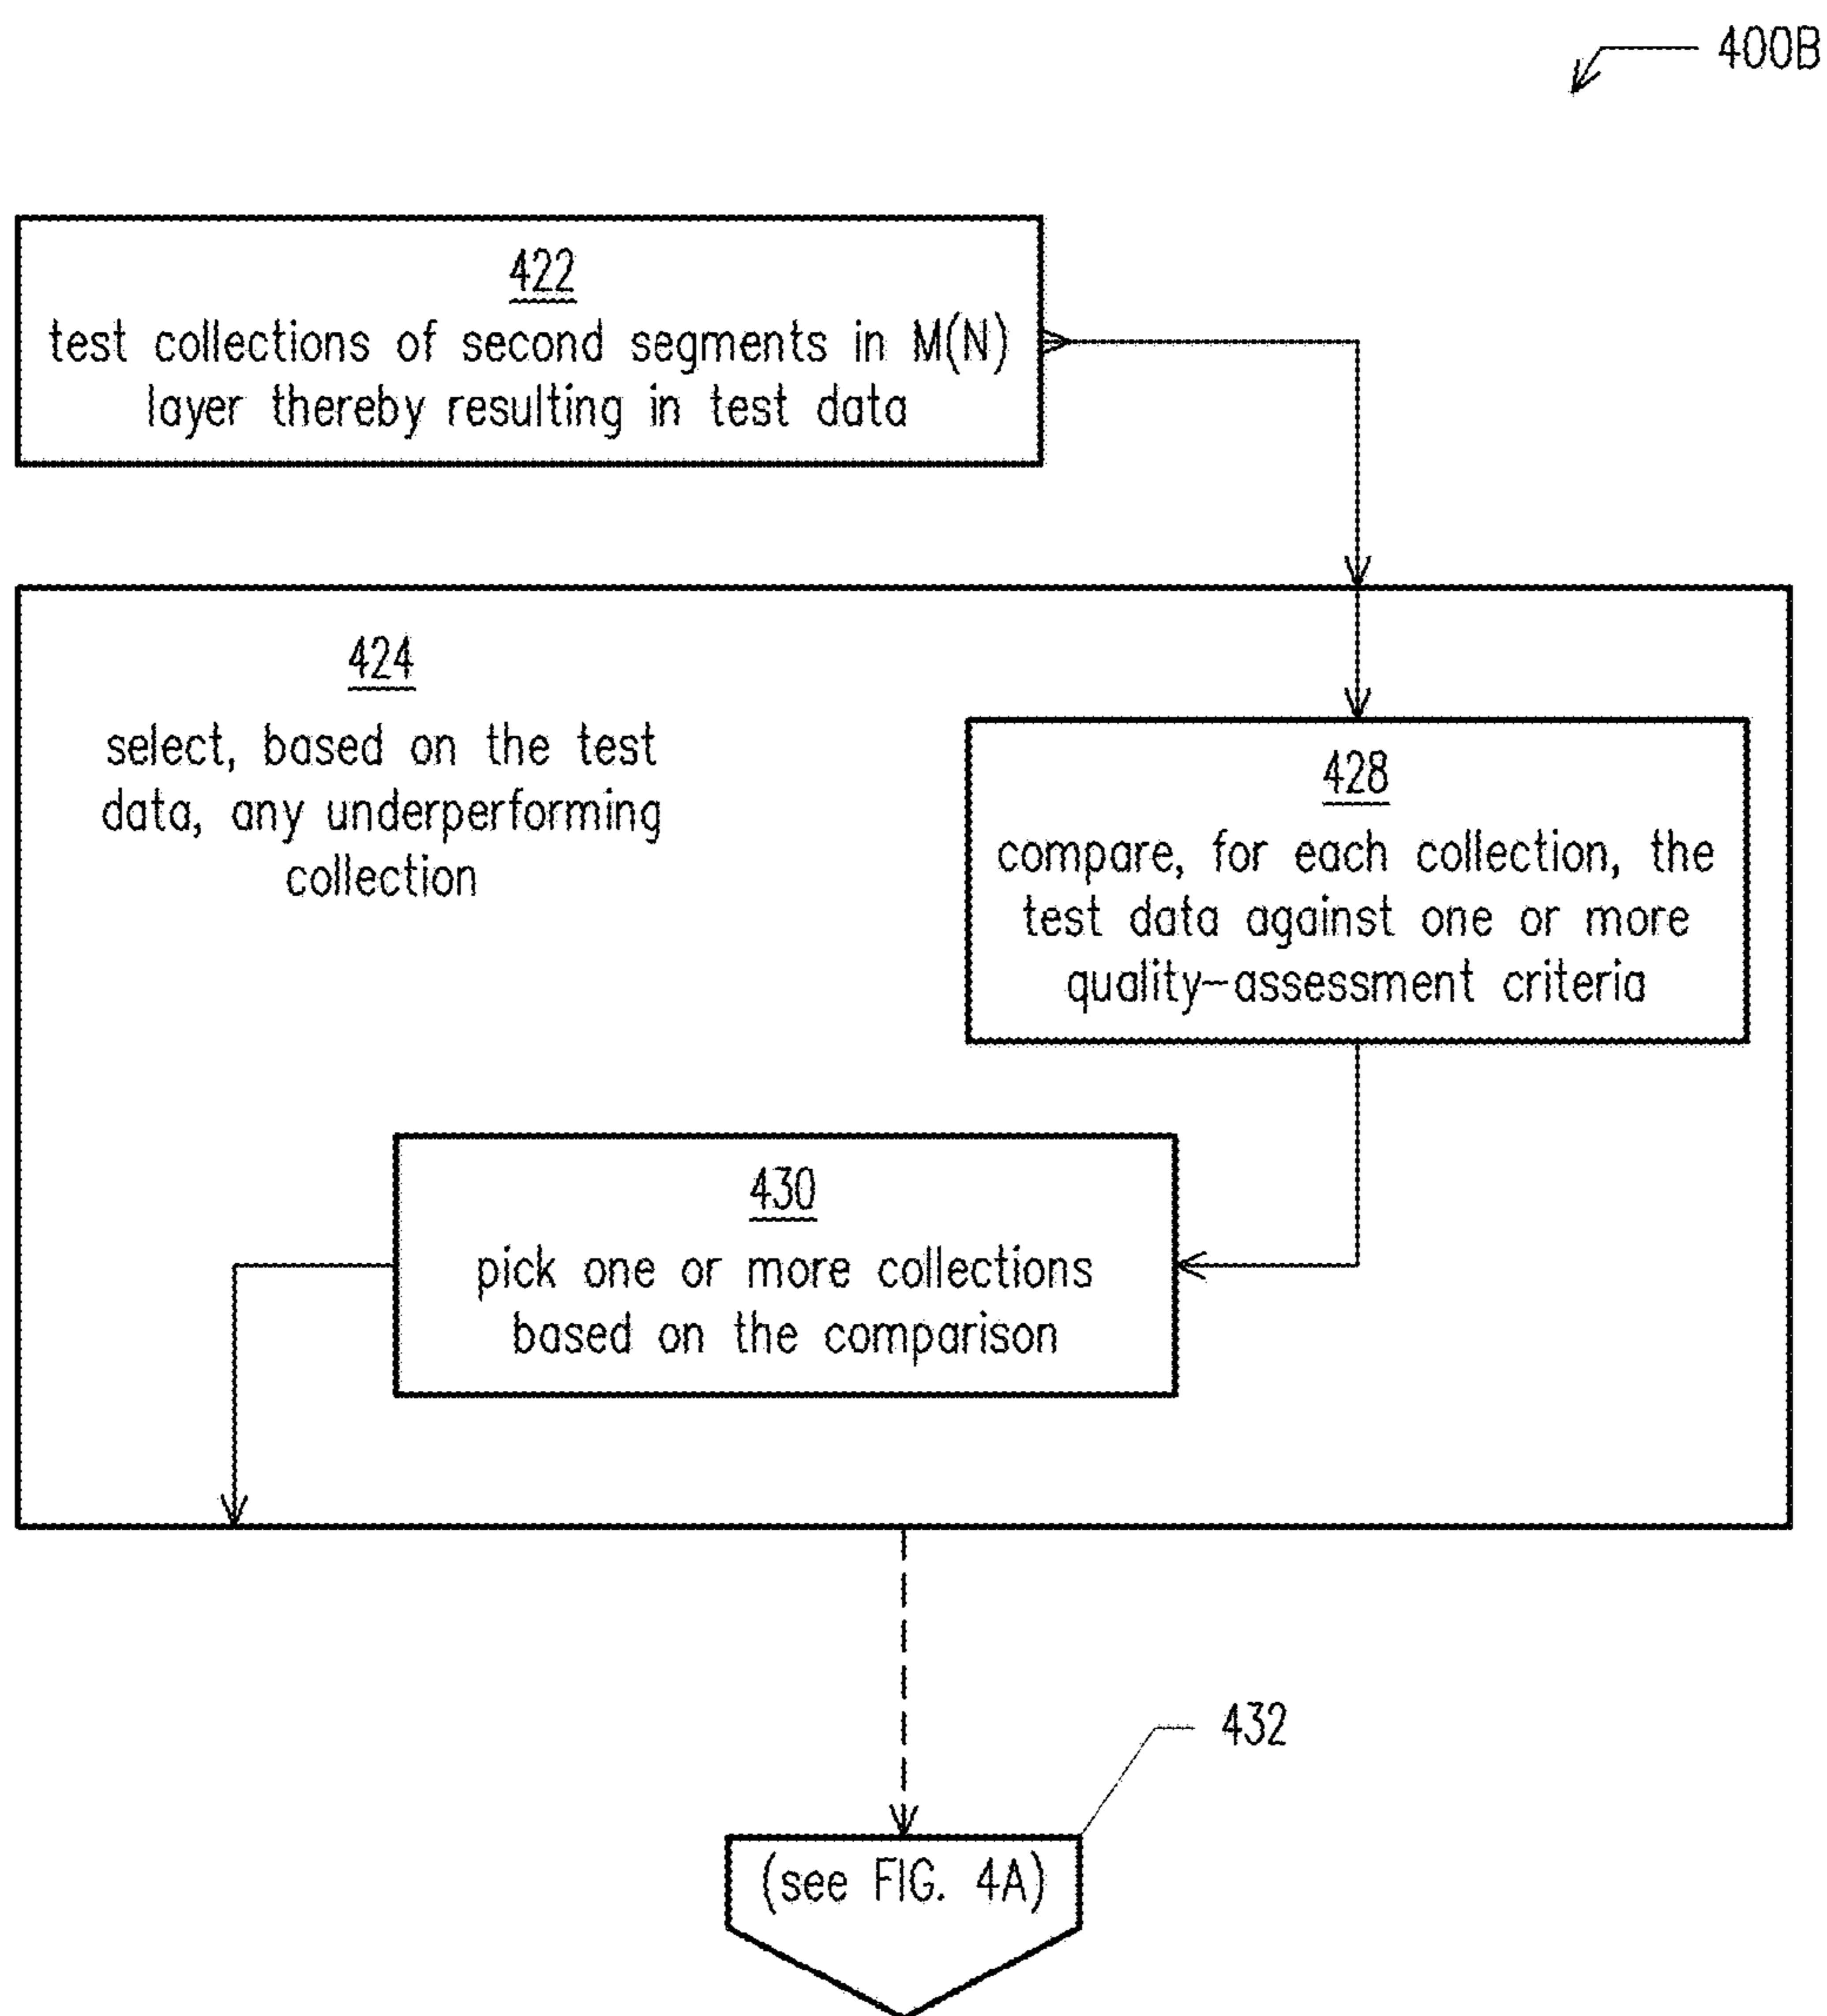 400B
422
test collections of second segments in M(N)
layer thereby resulting in test data
424
select, based on the test
data, any underperforming
collection
428
compare, for each collection, the
test data against one or more
quality-assessment criteria
430
pick one or more collections
based on the comparison
432
(see FIG. 4A)